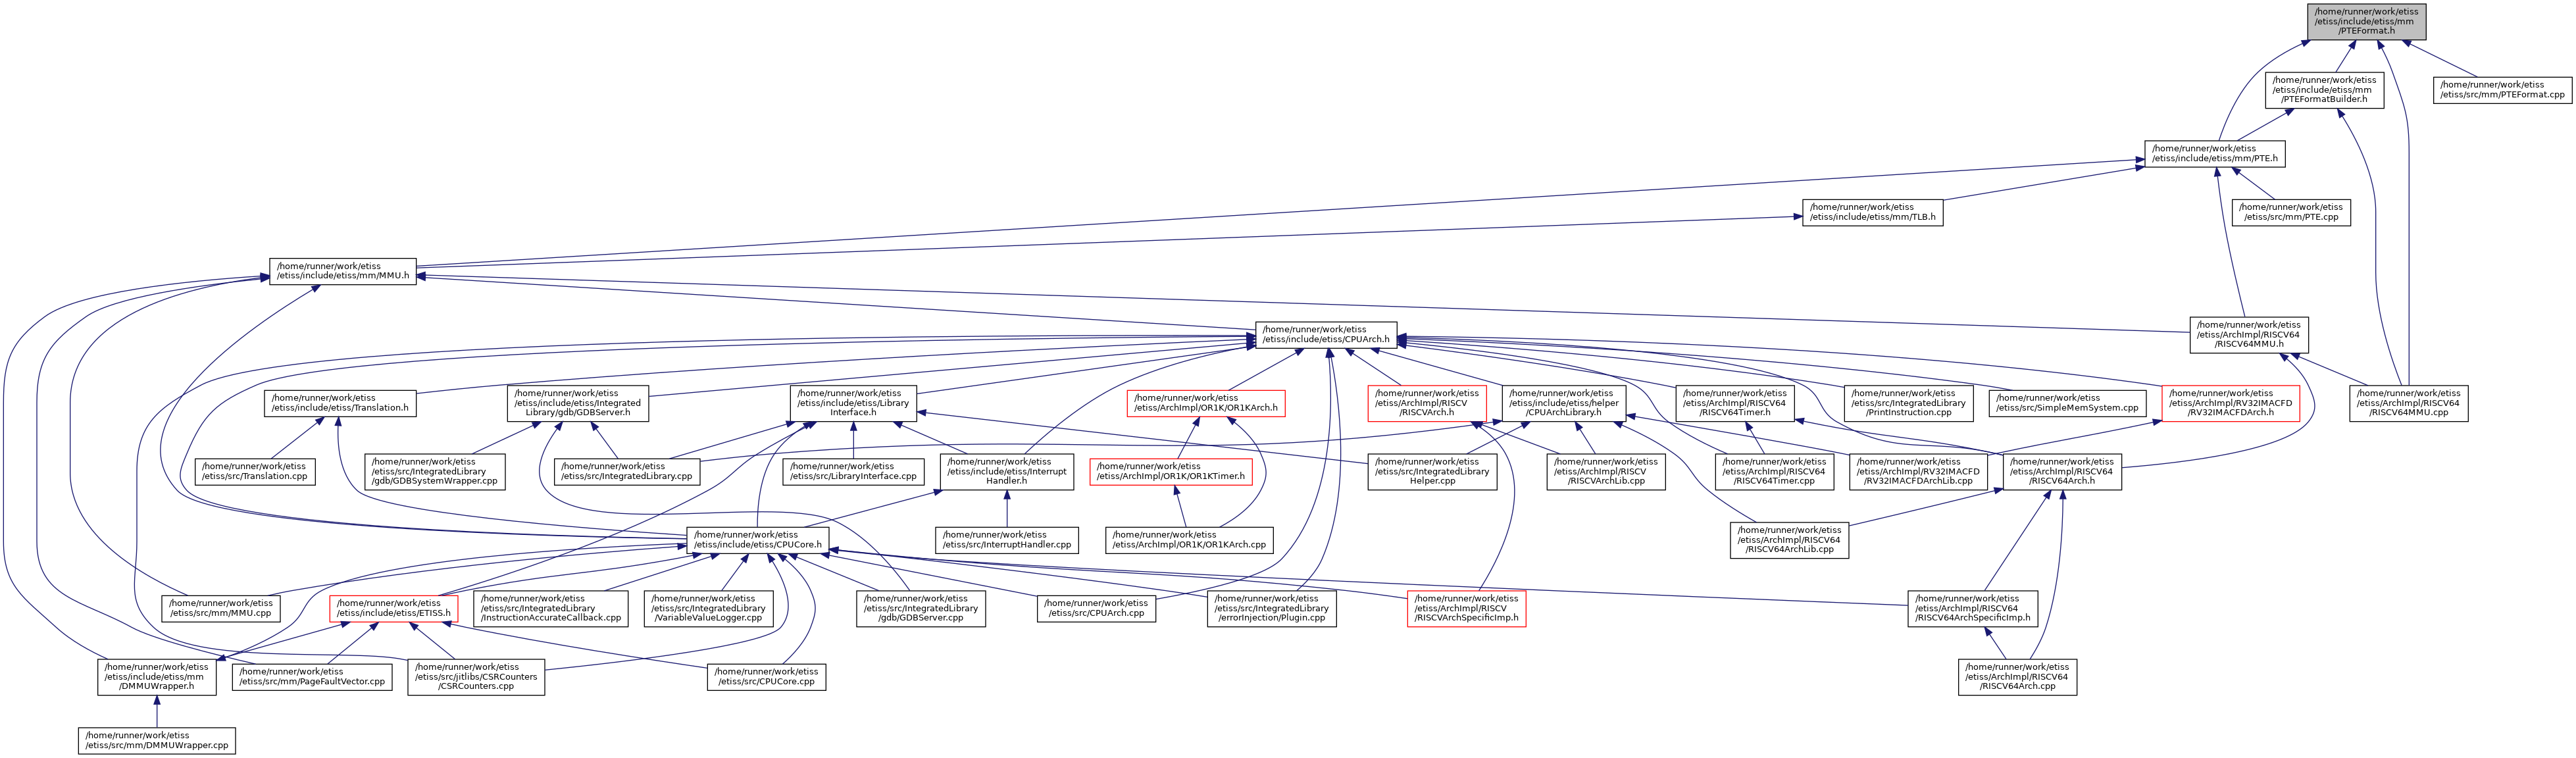 /home/runner/work/etiss
/etiss/include/etiss/mm
/PTEFormat.h
/home/runner/work/etiss
/etiss/include/etiss/mm
/PTEFormatBuilder.h
/home/runner/work/etiss
/etiss/src/mm/PTEFormat.cpp
/home/runner/work/etiss
/etiss/include/etiss/mm/PTE.h
/home/runner/work/etiss
/etiss/include/etiss/mm/TLB.h
/home/runner/work/etiss
/etiss/src/mm/PTE.cpp
/home/runner/work/etiss
/etiss/include/etiss/mm/MMU.h
/home/runner/work/etiss
/etiss/include/etiss/CPUArch.h
/home/runner/work/etiss
/etiss/ArchImpl/RISCV64
/RISCV64MMU.h
/home/runner/work/etiss
/etiss/include/etiss/Translation.h
/home/runner/work/etiss
/etiss/include/etiss/Integrated
Library/gdb/GDBServer.h
/home/runner/work/etiss
/etiss/include/etiss/Library
Interface.h
/home/runner/work/etiss
/etiss/ArchImpl/OR1K/OR1KArch.h
/home/runner/work/etiss
/etiss/ArchImpl/RISCV
/RISCVArch.h
/home/runner/work/etiss
/etiss/include/etiss/helper
/CPUArchLibrary.h
/home/runner/work/etiss
/etiss/ArchImpl/RISCV64
/RISCV64Timer.h
/home/runner/work/etiss
/etiss/src/IntegratedLibrary
/PrintInstruction.cpp
/home/runner/work/etiss
/etiss/src/SimpleMemSystem.cpp
/home/runner/work/etiss
/etiss/ArchImpl/RV32IMACFD
/RV32IMACFDArch.h
/home/runner/work/etiss
/etiss/ArchImpl/RISCV64
/RISCV64MMU.cpp
/home/runner/work/etiss
/etiss/src/Translation.cpp
/home/runner/work/etiss
/etiss/src/IntegratedLibrary
/gdb/GDBSystemWrapper.cpp
/home/runner/work/etiss
/etiss/src/IntegratedLibrary.cpp
/home/runner/work/etiss
/etiss/src/LibraryInterface.cpp
/home/runner/work/etiss
/etiss/include/etiss/Interrupt
Handler.h
/home/runner/work/etiss
/etiss/ArchImpl/OR1K/OR1KTimer.h
/home/runner/work/etiss
/etiss/src/IntegratedLibrary
Helper.cpp
/home/runner/work/etiss
/etiss/ArchImpl/RISCV
/RISCVArchLib.cpp
/home/runner/work/etiss
/etiss/ArchImpl/RISCV64
/RISCV64Timer.cpp
/home/runner/work/etiss
/etiss/ArchImpl/RV32IMACFD
/RV32IMACFDArchLib.cpp
/home/runner/work/etiss
/etiss/ArchImpl/RISCV64
/RISCV64Arch.h
/home/runner/work/etiss
/etiss/include/etiss/CPUCore.h
/home/runner/work/etiss
/etiss/src/InterruptHandler.cpp
/home/runner/work/etiss
/etiss/ArchImpl/OR1K/OR1KArch.cpp
/home/runner/work/etiss
/etiss/ArchImpl/RISCV64
/RISCV64ArchLib.cpp
/home/runner/work/etiss
/etiss/src/mm/MMU.cpp
/home/runner/work/etiss
/etiss/include/etiss/ETISS.h
/home/runner/work/etiss
/etiss/src/IntegratedLibrary
/InstructionAccurateCallback.cpp
/home/runner/work/etiss
/etiss/src/IntegratedLibrary
/VariableValueLogger.cpp
/home/runner/work/etiss
/etiss/src/IntegratedLibrary
/gdb/GDBServer.cpp
/home/runner/work/etiss
/etiss/src/CPUArch.cpp
/home/runner/work/etiss
/etiss/src/IntegratedLibrary
/errorInjection/Plugin.cpp
/home/runner/work/etiss
/etiss/ArchImpl/RISCV
/RISCVArchSpecificImp.h
/home/runner/work/etiss
/etiss/ArchImpl/RISCV64
/RISCV64ArchSpecificImp.h
/home/runner/work/etiss
/etiss/include/etiss/mm
/DMMUWrapper.h
/home/runner/work/etiss
/etiss/src/mm/PageFaultVector.cpp
/home/runner/work/etiss
/etiss/src/jitlibs/CSRCounters
/CSRCounters.cpp
/home/runner/work/etiss
/etiss/src/CPUCore.cpp
/home/runner/work/etiss
/etiss/ArchImpl/RISCV64
/RISCV64Arch.cpp
/home/runner/work/etiss
/etiss/src/mm/DMMUWrapper.cpp